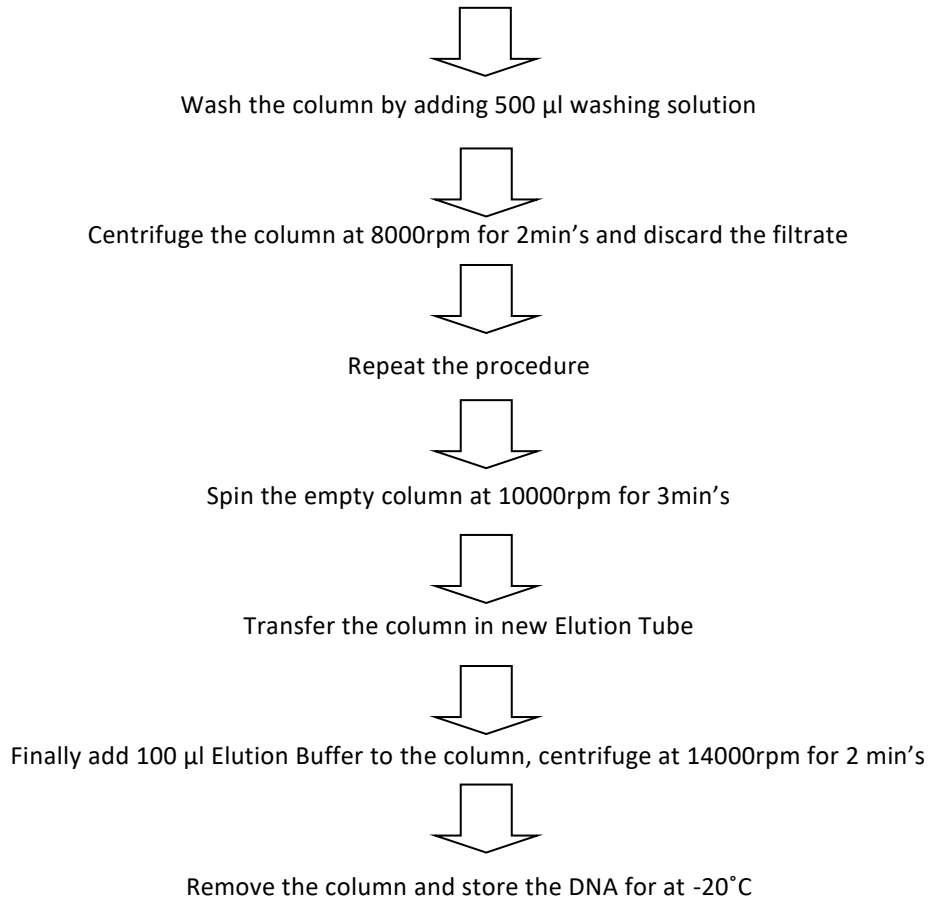 Wash the column by adding 500 µl washing solution
Centrifuge the column at 8000rpm for 2min’s and discard the filtrate
Repeat the procedure
Spin the empty column at 10000rpm for 3min’s
Transfer the column in new Elution Tube
Finally add 100 µl Elution Buffer to the column, centrifuge at 14000rpm for 2 min’s
Remove the column and store the DNA for at -20˚C